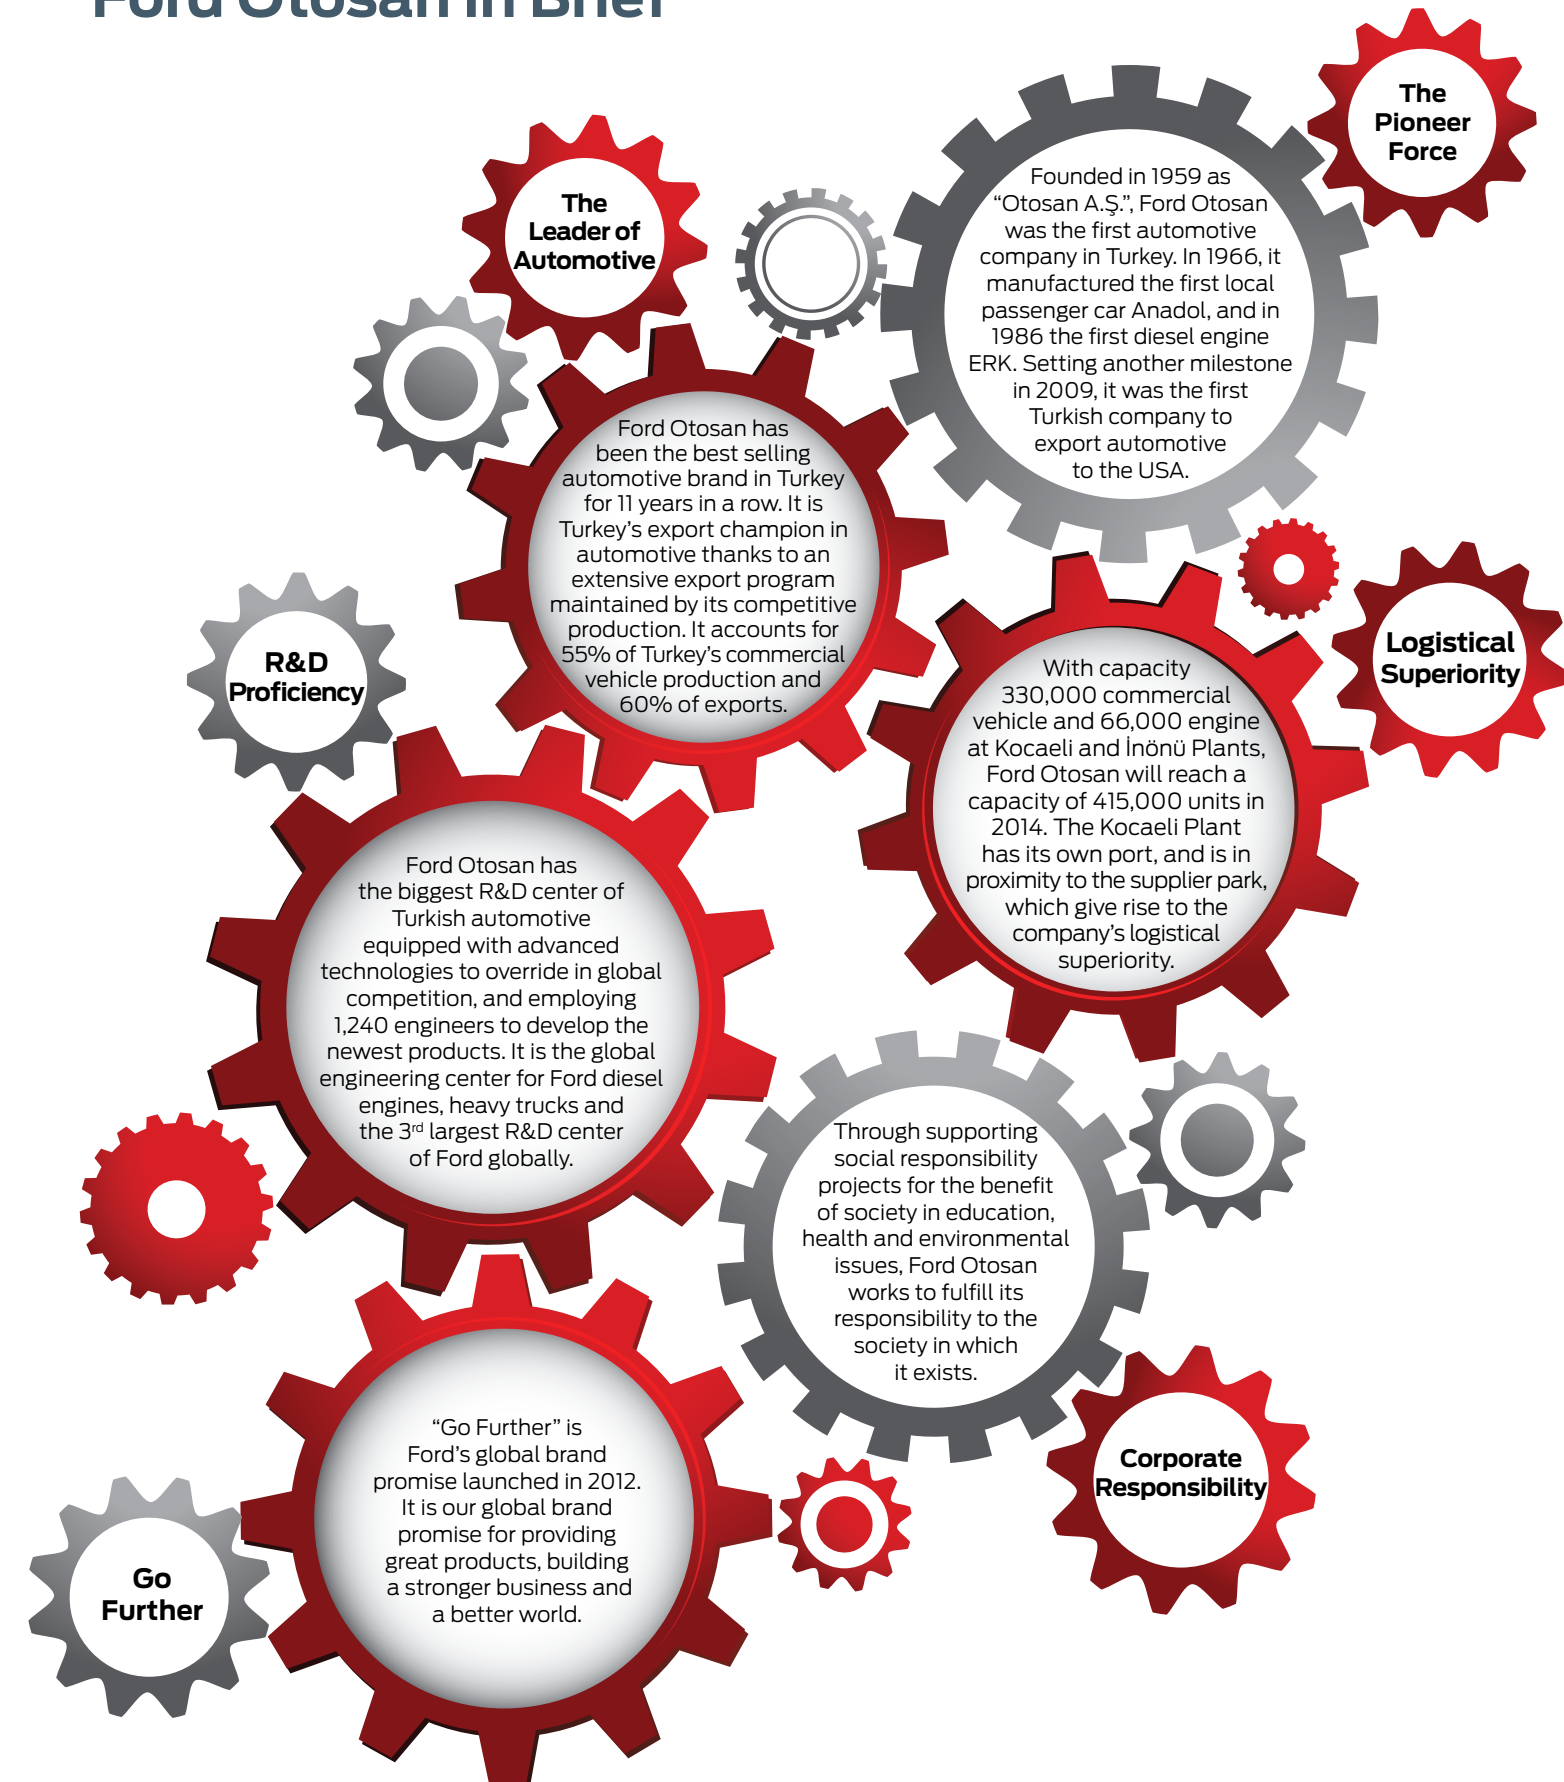 Ford Otosan in Brief
The
Pioneer
Force
Founded in 1959 as
“Otosan A.Ş.”, Ford Otosan
was the first automotive
company in Turkey. In 1966, it
manufactured the first local
passenger car Anadol, and in
1986 the first diesel engine
ERK. Setting another milestone
in 2009, it was the first
Turkish company to
export automotive
to the USA.
The
Leader of
Automotive
Ford Otosan has
been the best selling
automotive brand in Turkey
for 11 years in a row. It is
Turkey’s export champion in
automotive thanks to an
extensive export program
maintained by its competitive
production. It accounts for
55% of Turkey’s commercial
vehicle production and
60% of exports.
Logistical
Superiority
With capacity
330,000 commercial
vehicle and 66,000 engine
at Kocaeli and İnönü Plants,
Ford Otosan will reach a
capacity of 415,000 units in
2014. The Kocaeli Plant
has its own port, and is in
proximity to the supplier park,
which give rise to the
company’s logistical
superiority.
R&D
Proficiency
Ford Otosan has
the biggest R&D center of
Turkish automotive
equipped with advanced
technologies to override in global
competition, and employing
1,240 engineers to develop the
newest products. It is the global
engineering center for Ford diesel
engines, heavy trucks and
the 3rd largest R&D center
of Ford globally.
Through supporting
social responsibility
projects for the benefit
of society in education,
health and environmental
issues, Ford Otosan
works to fulfill its
responsibility to the
society in which
it exists.
Corporate
Responsibility
“Go Further” is
Ford’s global brand
promise launched in 2012.
It is our global brand
promise for providing
great products, building
a stronger business and
a better world.
Go
Further